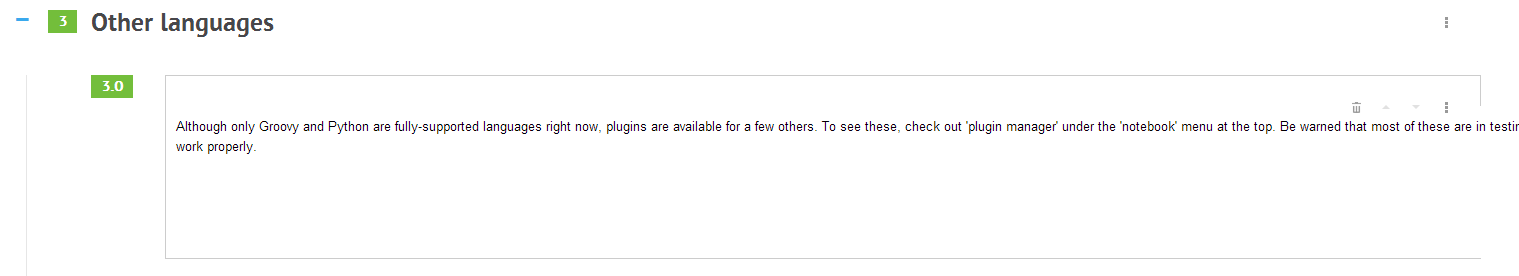 3 Other languages
3.0
Although only Groovy and Python are fully-supported languages right now, plugins are available for a few others. To see these, check out 'plugin manager' under the 'notebook' menu at the top. Be warned that most of these are in
work properly.